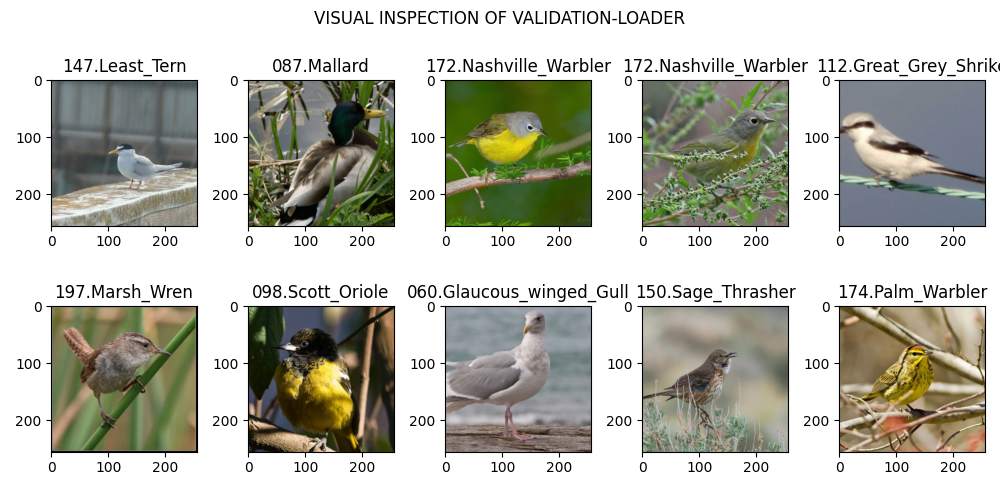 VISUAL INSPECTION OF VALIDATION-LOADER
147.Least_Tern 087.Mallard 172.Nashville_Warbler 172.Nashville_Warbler 112.Great_Grey_Shrike
0 0 0 0 0
100 100 100 100 100
200 200 200 200 200
0 100 200 0 100 200 0 100 200 0 100 200 0 100 200
197.Marsh_Wren 098.Scott_Oriole 060.Glaucous_winged_Gull 150.Sage_Thrasher 174.Palm_Warbler
0 0 0 0 0
100 100 100 100 100
200 200 200 200 200
0 100 200 0 100 200 0 100 200 0 100 200 0 100 200